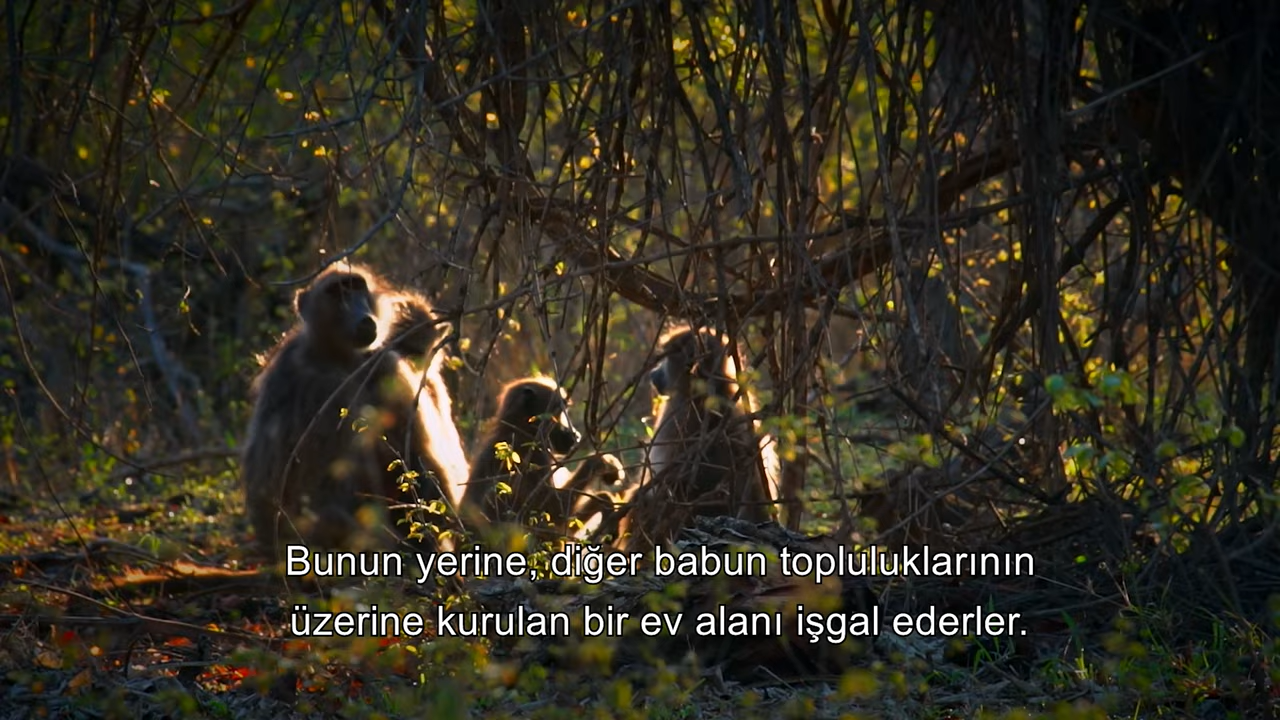 Bunun yerine, diğer babun topluluklarının
üzerine kurulan bir ev alanı işgal ederler.